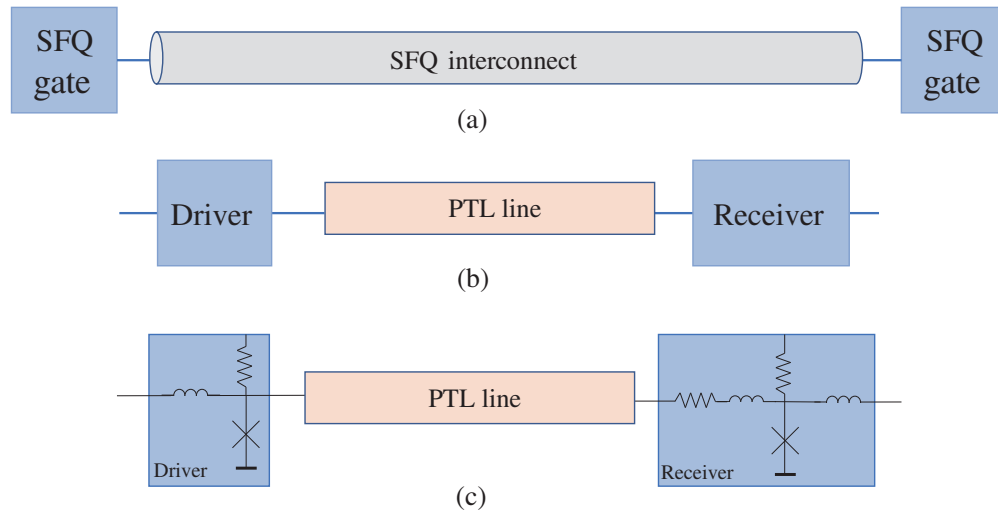 SFQ
gate
SFQ interconnect
SFQ
gate
(a)
Driver
PTL line
Receiver
(b)
PTL line
Driver
Receiver
(c)